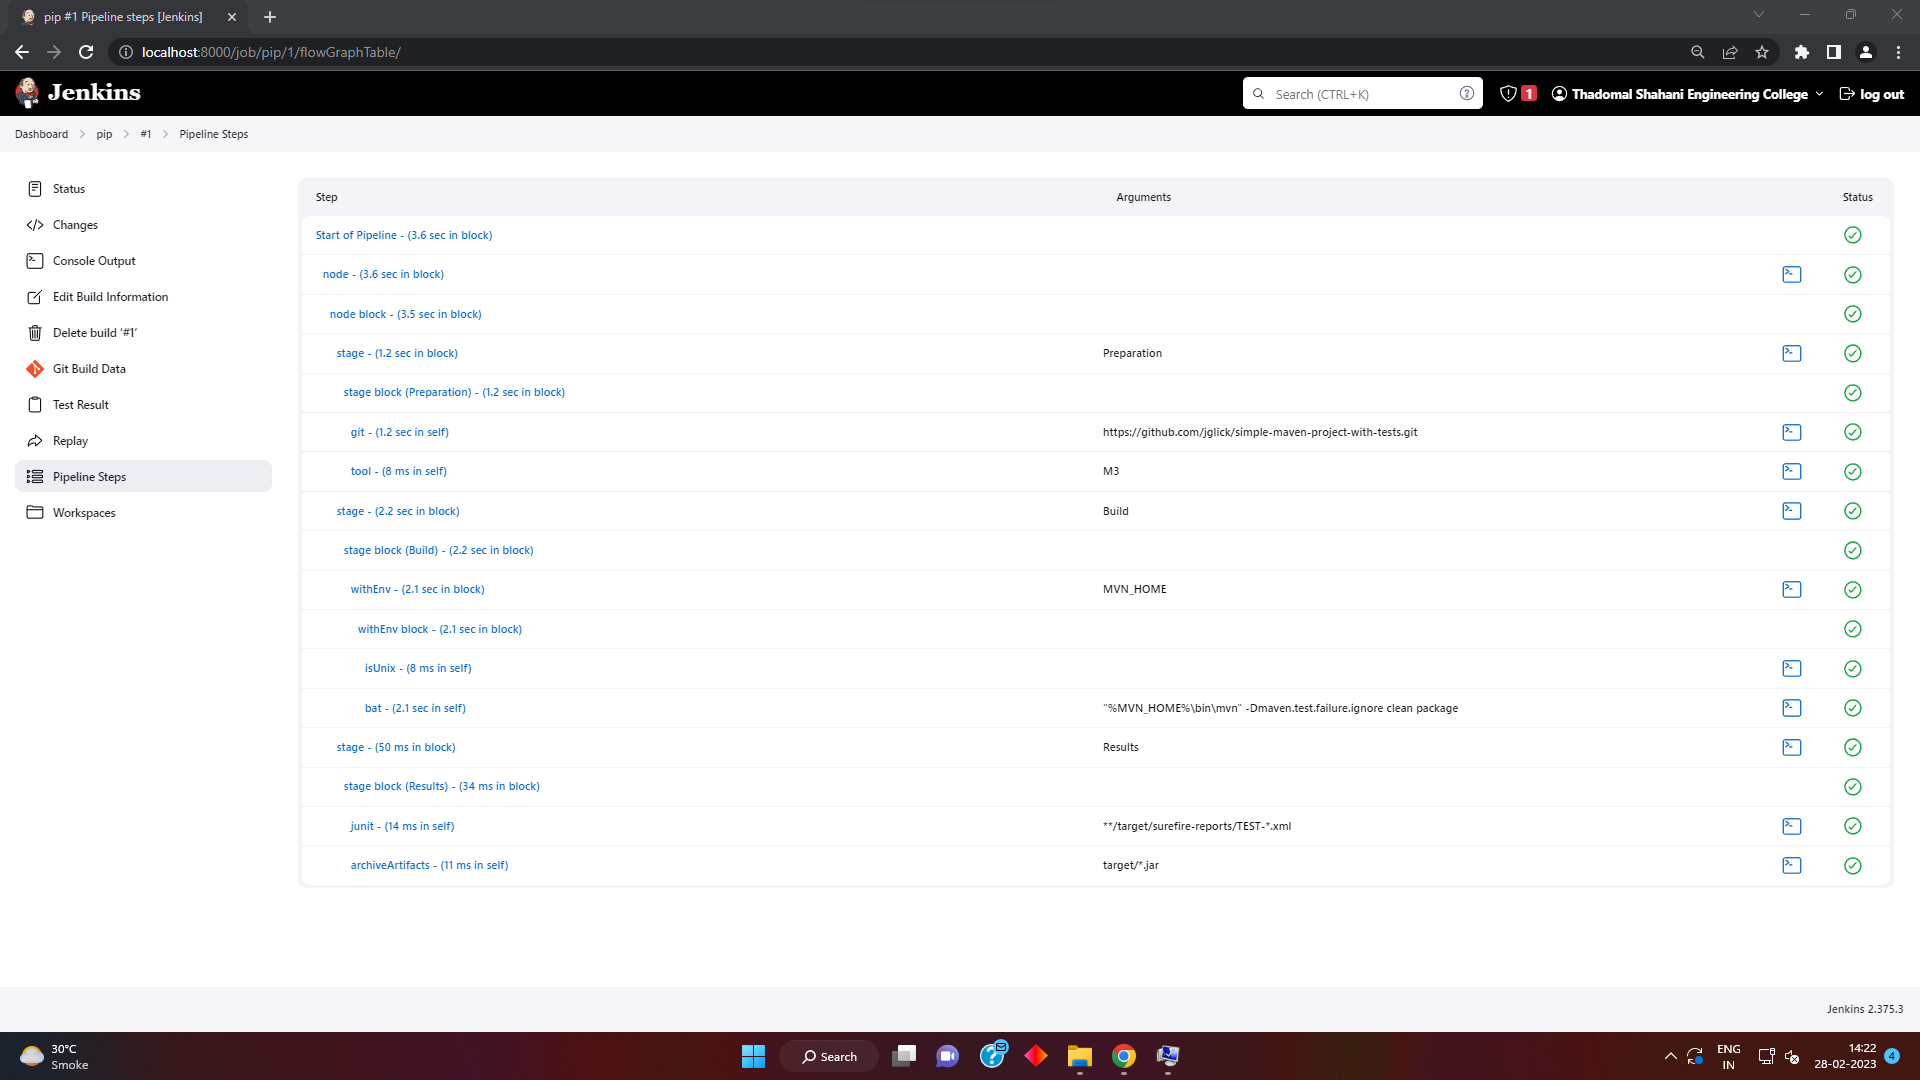 pip #1 Pipeline steps [Jenkins]
localhost:8000/job/pip/1/flowGraphTable/
Jenkins
Search (CTRL+K)
1
Thadomal Shahani Engineering College
log out
Dashboard
pip
#1
Pipeline Steps
Status
Changes
Console Output
Edit Build Information
Delete build '#1'
Git Build Data
Test Result
Replay
Pipeline Steps
Workspaces
Step Arguments Status
Start of Pipeline - (3.6 sec in block)
node - (3.6 sec in block)
node block - (3.5 sec in block)
stage - (1.2 sec in block) Preparation
stage block (Preparation) - (1.2 sec in block)
git - (1.2 sec in self) https://github.com/jglick/simple-maven-project-with-tests.git
tool - (8 ms in self) M3
stage - (2.2 sec in block) Build
stage block (Build) - (2.2 sec in block)
withEnv - (2.1 sec in block) MVN_HOME
withEnv block - (2.1 sec in block)
isUnix - (8 ms in self)
bat - (2.1 sec in self) "%MVN_HOME%\bin\mvn" -Dmaven.test.failure.ignore clean package
stage - (50 ms in block) Results
stage block (Results) - (34 ms in block)
junit - (14 ms in self) **/target/surefire-reports/TEST-*.xml
archiveArtifacts - (11 ms in self) target/*.jar
Jenkins 2.375.3
30°C
Smoke
Search
ENG
IN
14:22
28-02-2023
4